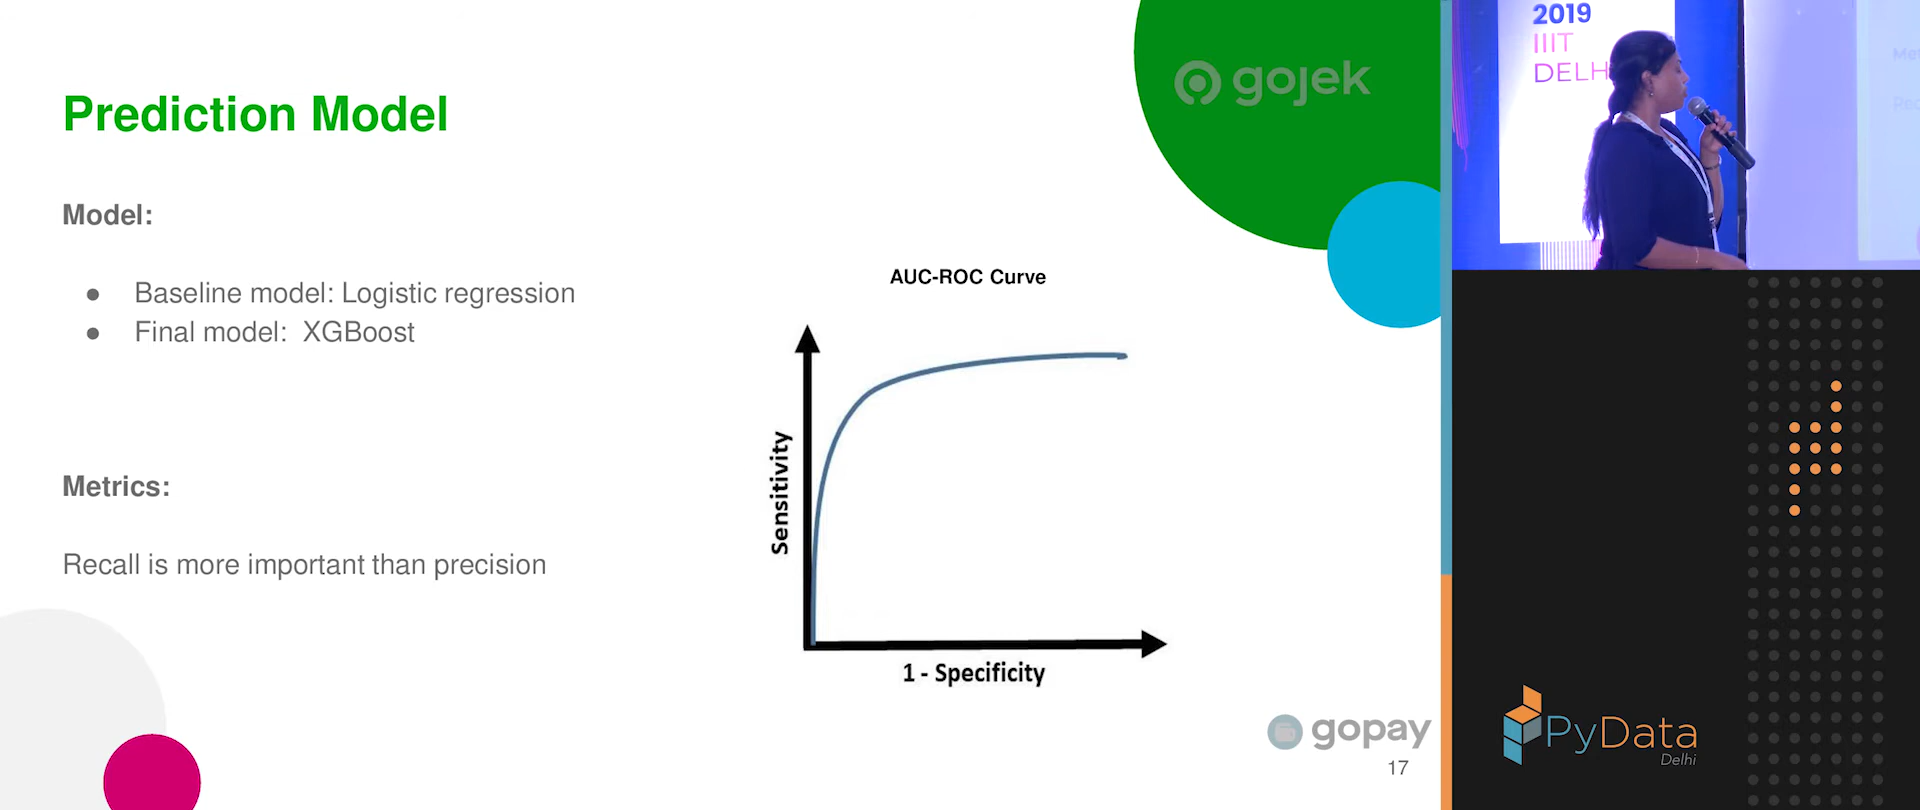 Prediction Model
Model:
● Baseline model: Logistic regression
● Final model: XGBoost
Metrics:
Recall is more important than precision
gojek
AUC-ROC Curve
Sensitivity
1 - Specificity
gopay
17
2019
IIIT
DELH
PyData
Delhi